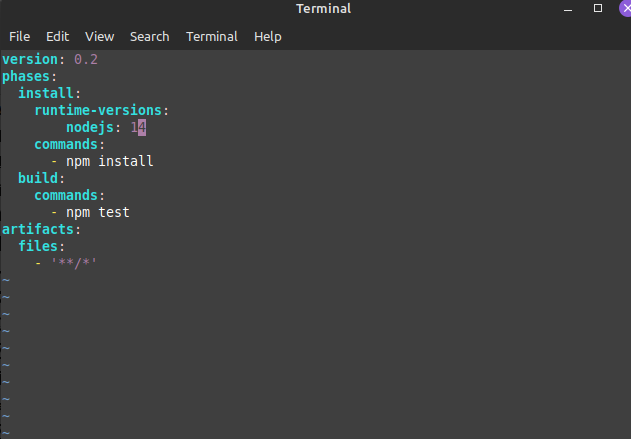 Terminal
File Edit View Search Terminal Help
version: 0.2
phases:
  install:
    runtime-versions:
        nodejs: 14
    commands:
      - npm install
  build:
    commands:
      - npm test
artifacts:
  files:
    - '**/*'
~
~
~
~
~
~
~
~
~
~